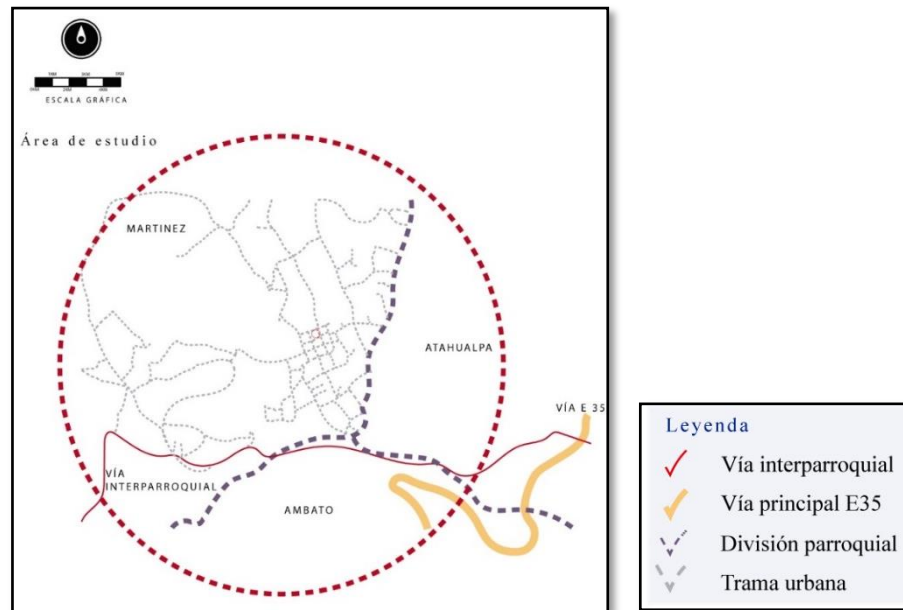 ESCALA GRÁFICA
Área de estudio
MARTINEZ
ATAHUALPA
VÍA E 35
VÍA
INTERPARROQUIAL
AMBATO
Leyenda
Vía interparroquial
Vía principal E35
División parroquial
Trama urbana